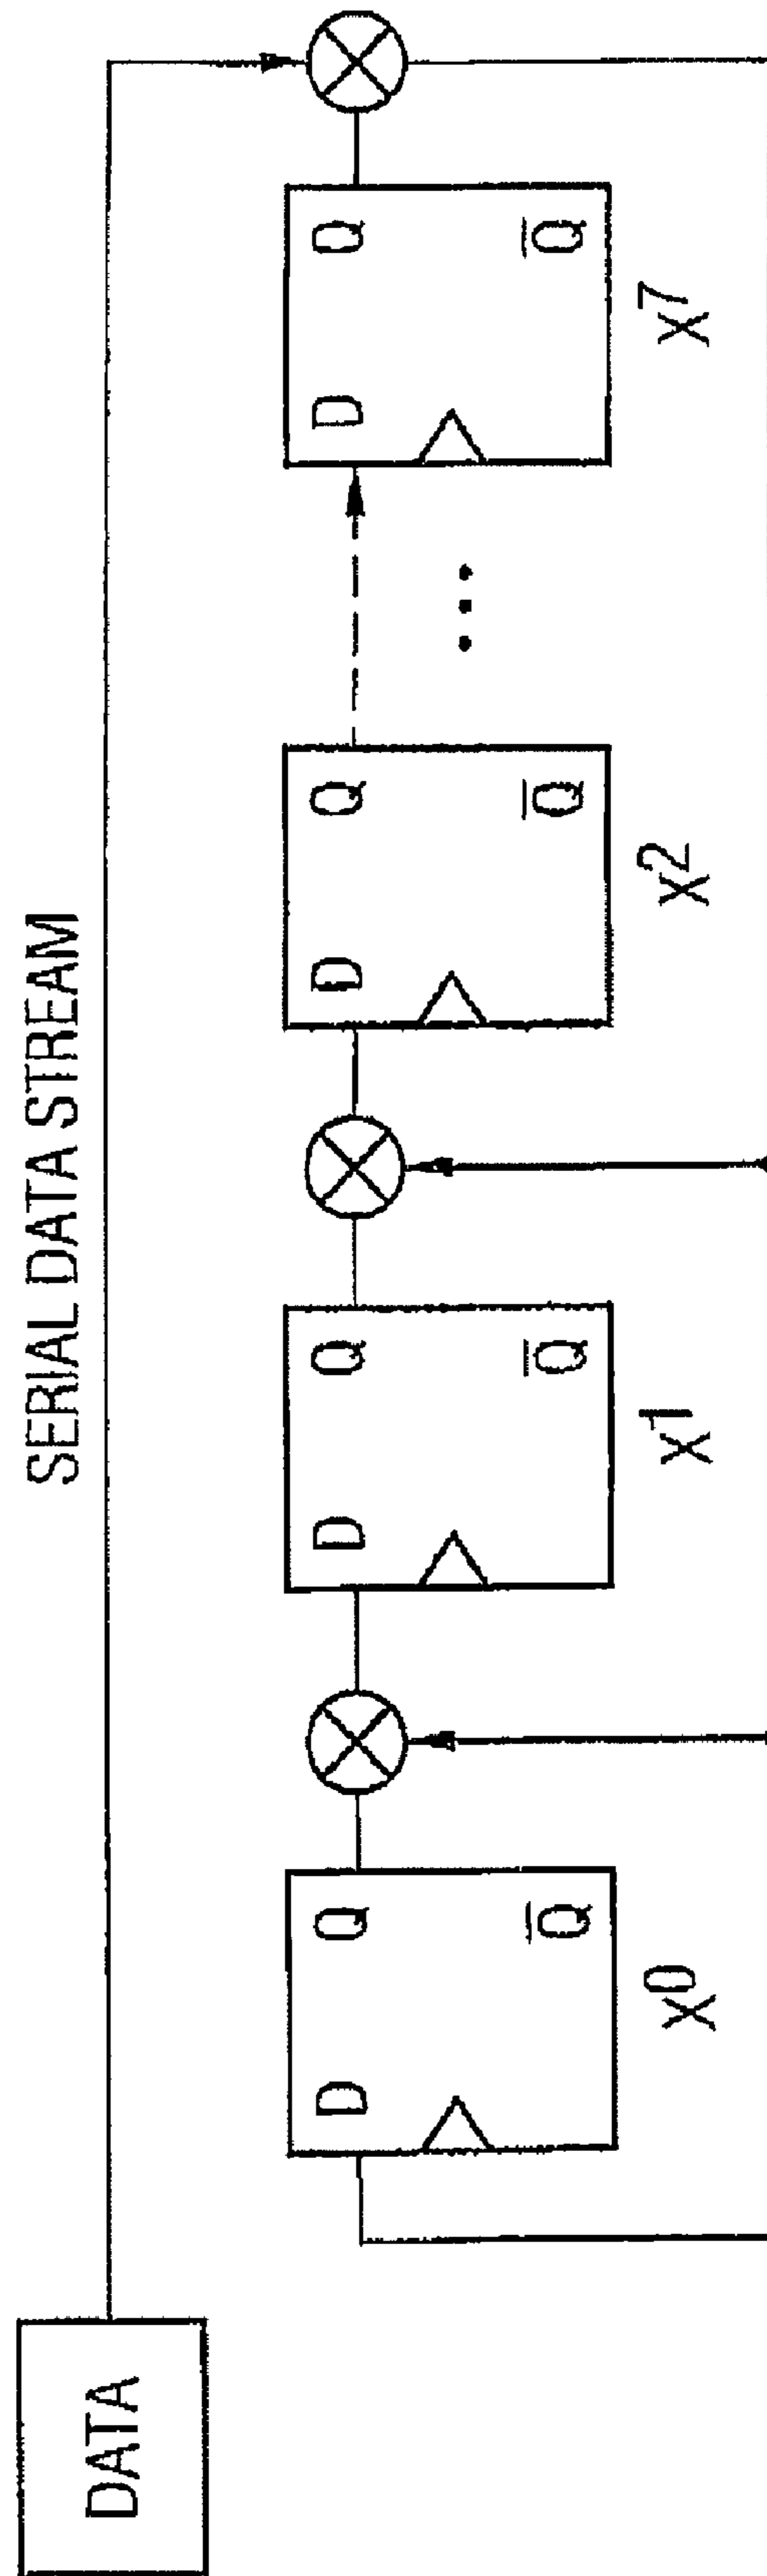 DATA
SERIAL DATA STREAM
D Q
Q̅
x⁰
D Q
Q̅
x¹
D Q
Q̅
x²
...
D Q
Q̅
x⁷